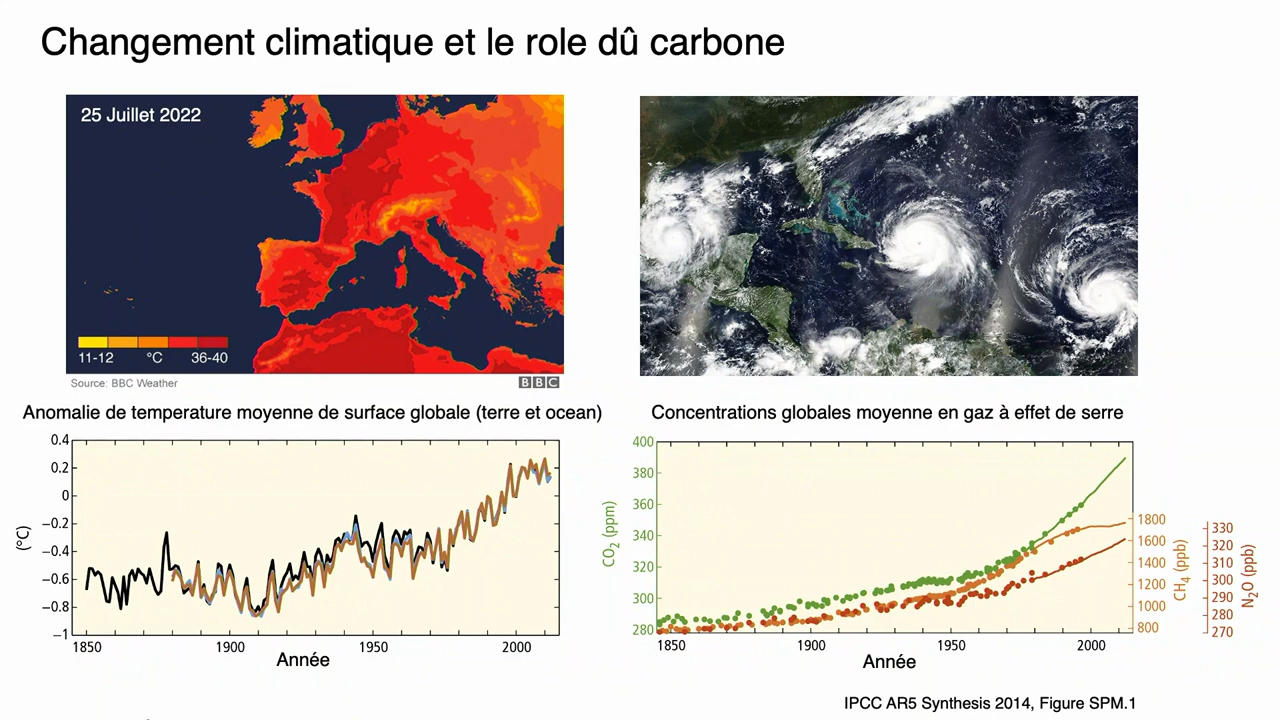 Changement climatique et le role dû carbone
25 Juillet 2022
11-12 °C 36-40
Source: BBC Weather
BBC
Anomalie de temperature moyenne de surface globale (terre et ocean)
0.4
0.2
0
−0.2
−0.4
−0.6
−0.8
−1
(°C)
1850 1900 1950 2000
Année
Concentrations globales moyenne en gaz à effet de serre
400
380
360
340
320
300
280
CO2 (ppm)
1800
1600
1400
1200
1000
800
CH4 (ppb)
330
320
310
300
290
280
270
N2O (ppb)
1850 1900 1950 2000
Année
IPCC AR5 Synthesis 2014, Figure SPM.1